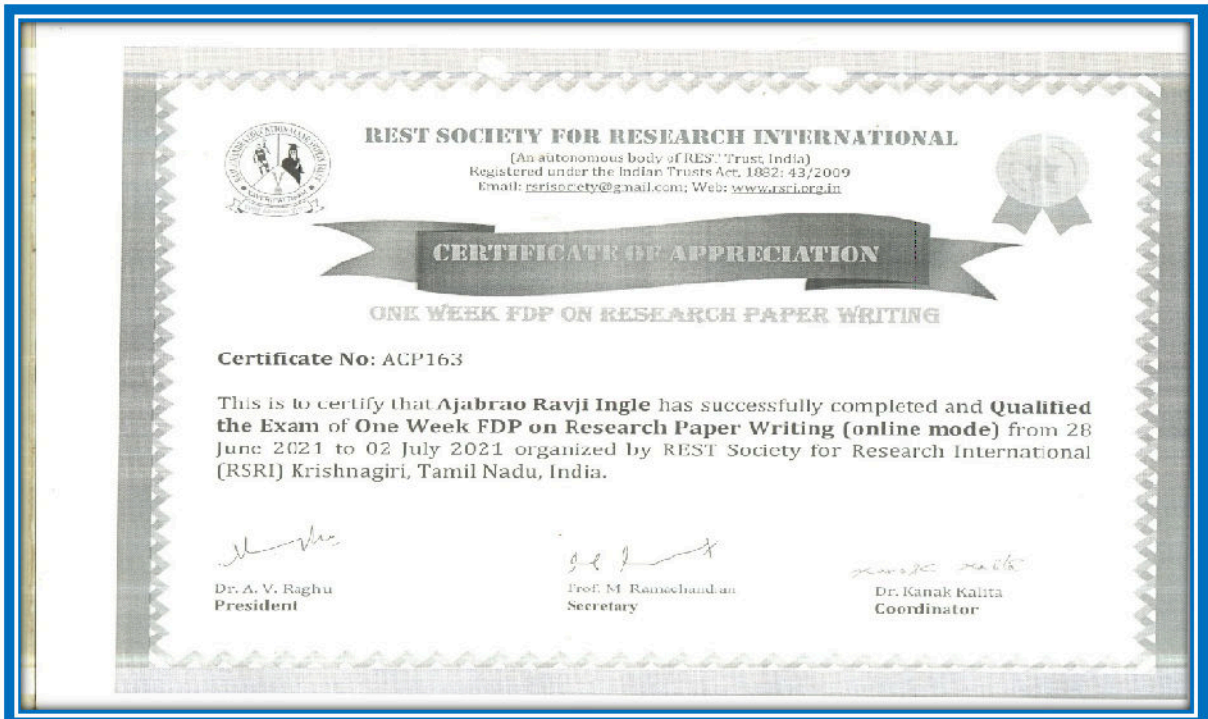 REST SOCIETY FOR RESEARCH INTERNATIONAL
(An autonomous body of REST Trust, India)
Registered under the Indian Trusts Act, 1882: 43/2009
Email: rsrisociety@gmail.com; Web: www.rsri.org.in
CERTIFICATE OF APPRECIATION
ONE WEEK FDP ON RESEARCH PAPER WRITING
Certificate No: ACP163
This is to certify that Ajabrao Ravji Ingle has successfully completed and Qualified
the Exam of One Week FDP on Research Paper Writing (online mode) from 28
June 2021 to 02 July 2021 organized by REST Society for Research International
(RSRI) Krishnagiri, Tamil Nadu, India.
Dr. A. V. Raghu
President
Prof. M. Ramachandran
Secretary
Kanak Kalita
Dr. Kanak Kalita
Coordinator